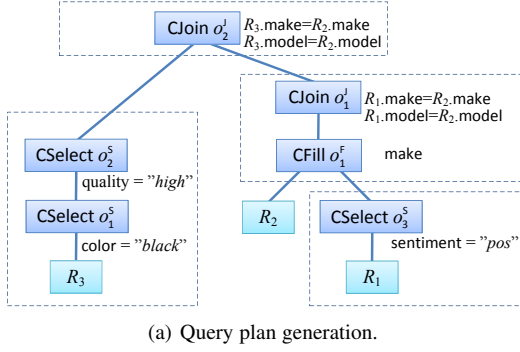 CJoin o₂ᴶ
R₃.make=R₂.make
R₃.model=R₂.model
CJoin o₁ᴶ
R₁.make=R₂.make
R₁.model=R₂.model
CSelect o₂ˢ
CFill o₁ᶠ
make
quality = ”high”
CSelect o₁ˢ
R₂
CSelect o₃ˢ
color = ”black”
sentiment = ”pos”
R₃
R₁
(a) Query plan generation.